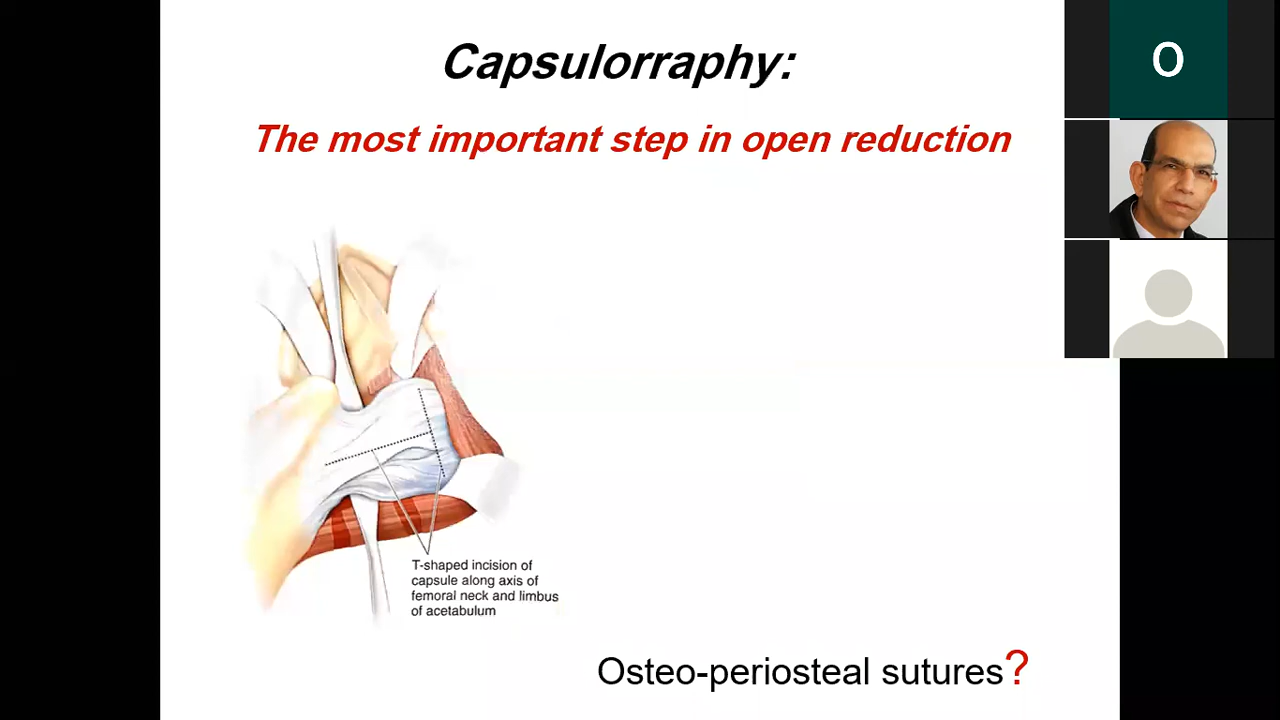 Capsulorraphy:
The most important step in open reduction
T-shaped incision of
capsule along axis of
femoral neck and limbus
of acetabulum
Osteo-periosteal sutures?
O